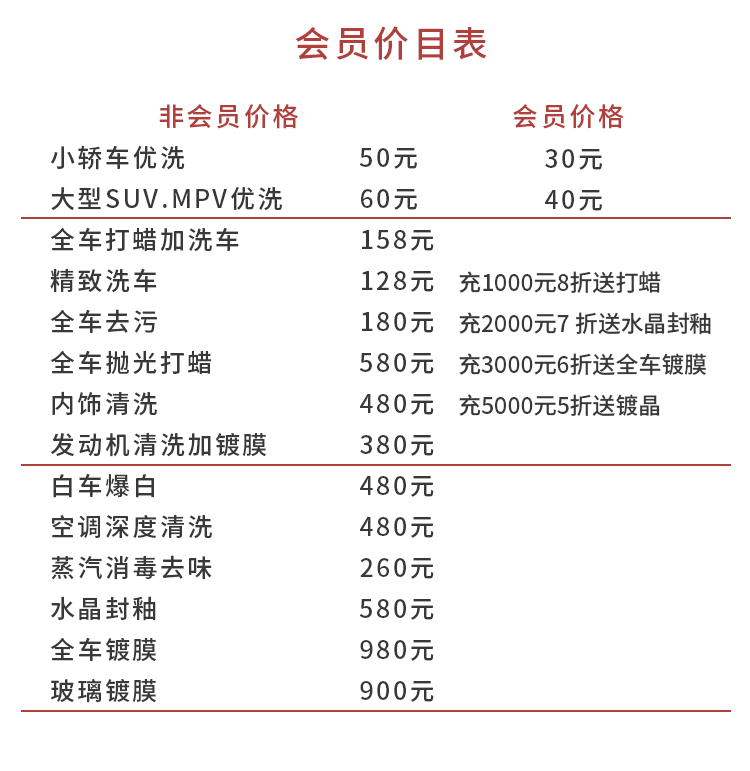 会员价目表
非会员价格 会员价格
小轿车优洗 50元 30元
大型SUV.MPV优洗 60元 40元
全车打蜡加洗车 158元
精致洗车 128元 充1000元8折送打蜡
全车去污 180元 充2000元7 折送水晶封釉
全车抛光打蜡 580元 充3000元6折送全车镀膜
内饰清洗 480元 充5000元5折送镀晶
发动机清洗加镀膜 380元
白车爆白 480元
空调深度清洗 480元
蒸汽消毒去味 260元
水晶封釉 580元
全车镀膜 980元
玻璃镀膜 900元